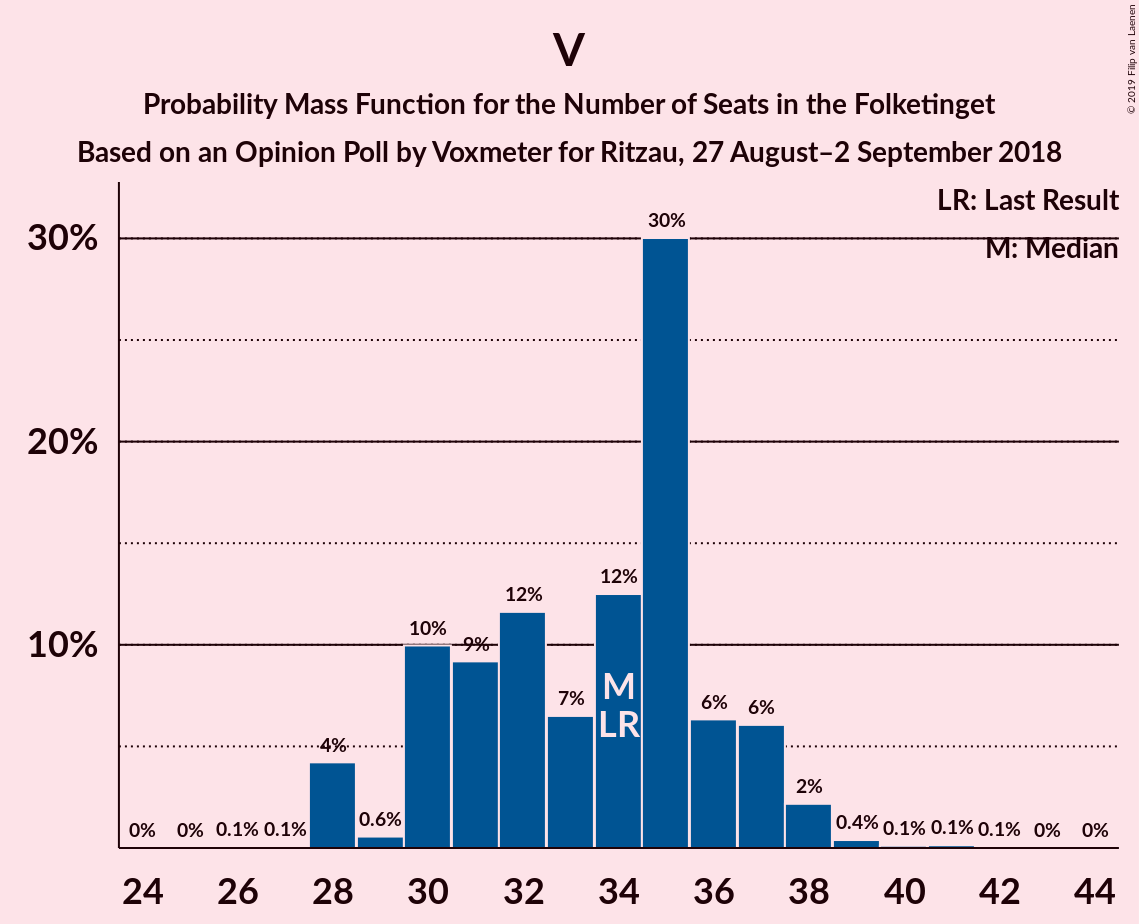 V
Probability Mass Function for the Number of Seats in the Folketinget
Based on an Opinion Poll by Voxmeter for Ritzau, 27 August–2 September 2018
© 2019 Filip van Laenen
LR: Last Result
M: Median
30%
20%
10%
0% 0% 0.1% 0.1% 4% 0.6% 10% 9% 12% 7% 12% 30% 6% 6% 2% 0.4% 0.1% 0.1% 0.1% 0% 0%
M
LR
24 26 28 30 32 34 36 38 40 42 44